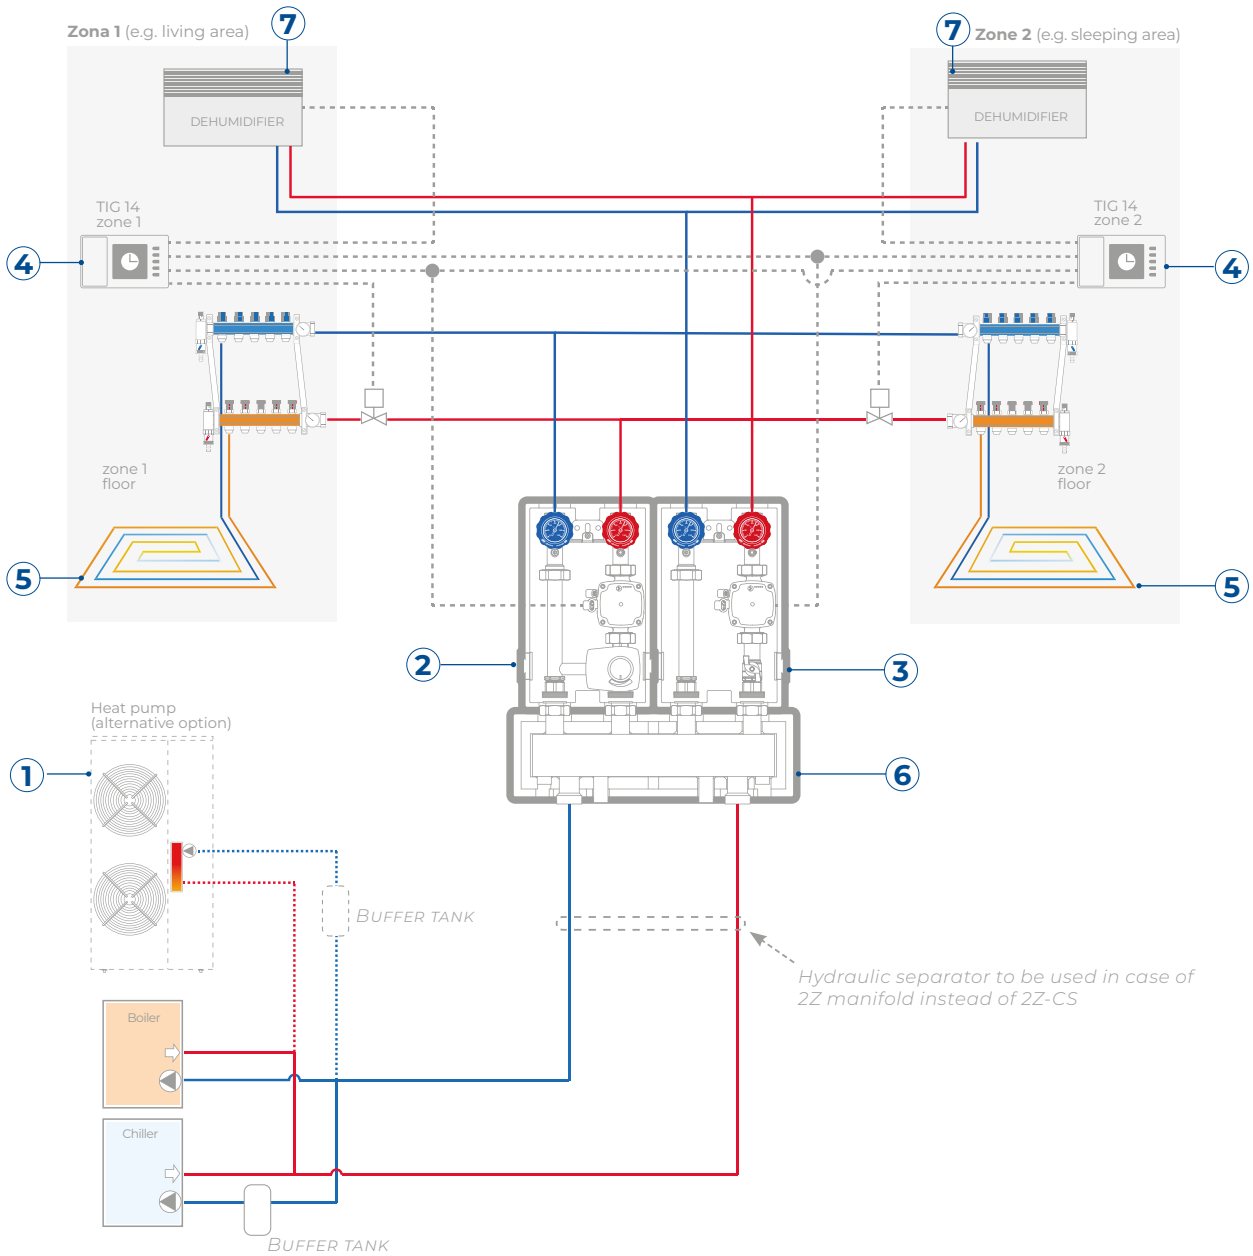 Zona 1 (e.g. living area)
7
7
Zone 2 (e.g. sleeping area)
DEHUMIDIFIER
DEHUMIDIFIER
TIG 14
zone 1
TIG 14
zone 2
4
4
zone 1
floor
zone 2
floor
5
5
2
3
Heat pump
(alternative option)
1
6
BUFFER TANK
Hydraulic separator to be used in case of
2Z manifold instead of 2Z-CS
Boiler
Chiller
BUFFER TANK